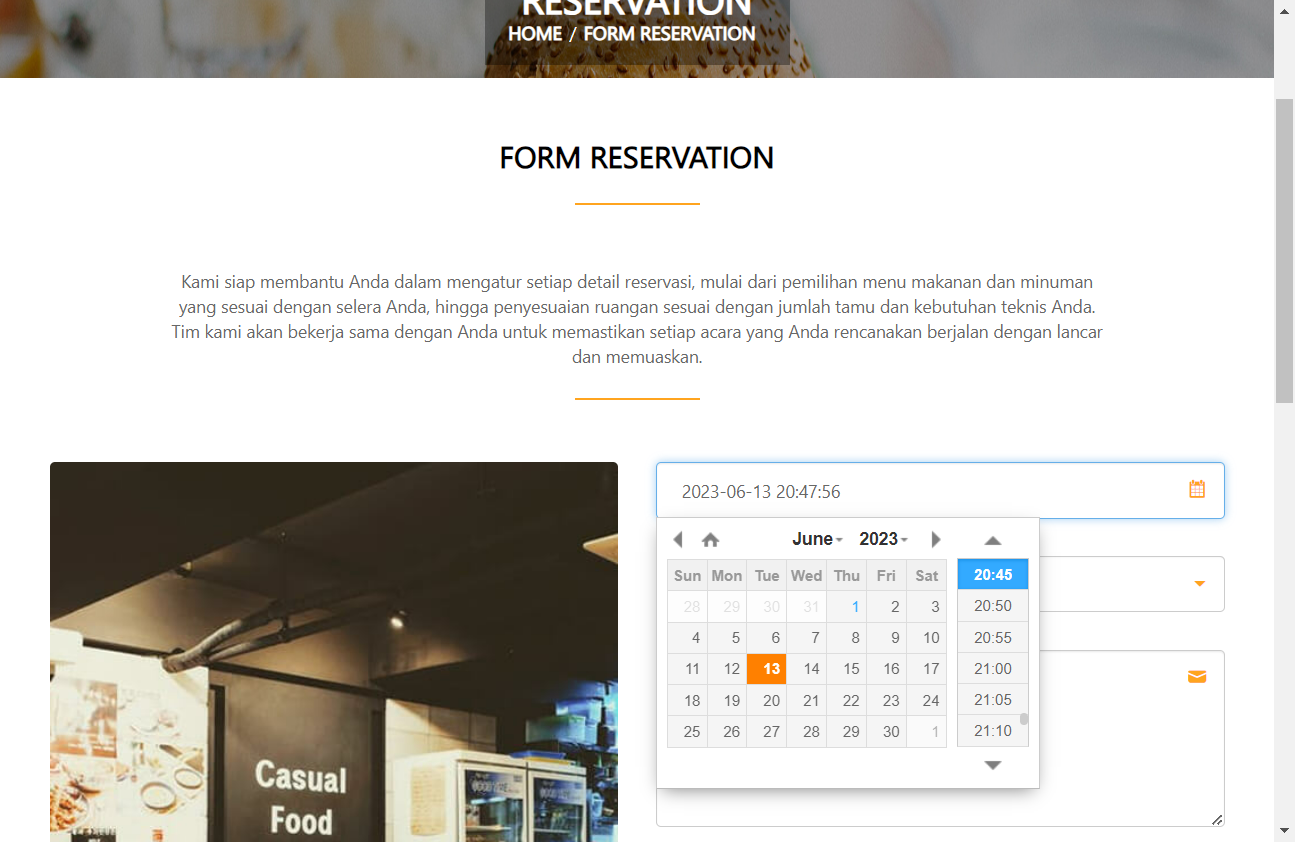 RESERVATION
HOME / FORM RESERVATION
FORM RESERVATION
Kami siap membantu Anda dalam mengatur setiap detail reservasi, mulai dari pemilihan menu makanan dan minuman
yang sesuai dengan selera Anda, hingga penyesuaian ruangan sesuai dengan jumlah tamu dan kebutuhan teknis Anda.
Tim kami akan bekerja sama dengan Anda untuk memastikan setiap acara yang Anda rencanakan berjalan dengan lancar
dan memuaskan.
Casual
Food
2023-06-13 20:47:56
June 2023
Sun Mon Tue Wed Thu Fri Sat
28 29 30 31 1 2 3
4 5 6 7 8 9 10
11 12 13 14 15 16 17
18 19 20 21 22 23 24
25 26 27 28 29 30 1
20:45
20:50
20:55
21:00
21:05
21:10